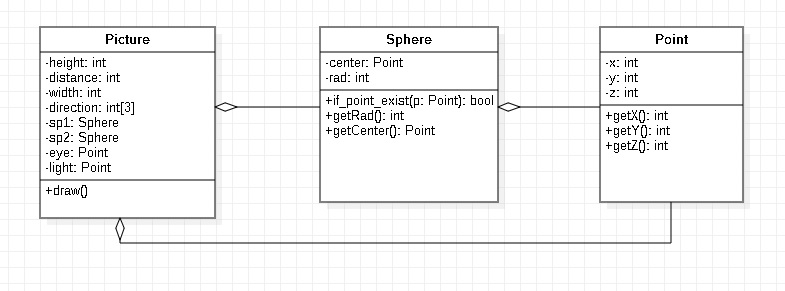 Picture
-height: int
-distance: int
-width: int
-direction: int[3]
-sp1: Sphere
-sp2: Sphere
-eye: Point
-light: Point
+draw()
Sphere
-center: Point
-rad: int
+if_point_exist(p: Point): bool
+getRad(): int
+getCenter(): Point
Point
-x: int
-y: int
-z: int
+getX(): int
+getY(): int
+getZ(): int